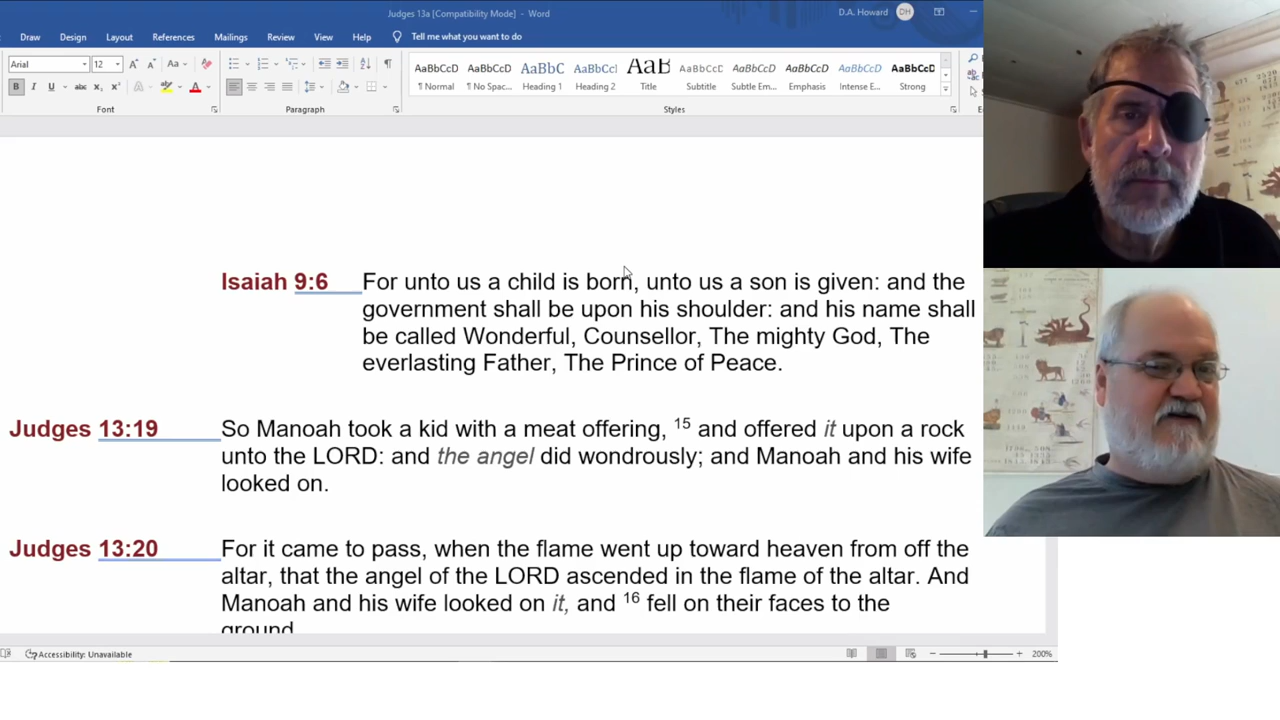 Judges 13a [Compatibility Mode] - Word
D.A. Howard DH
Draw Design Layout References Mailings Review View Help Tell me what you want to do
Arial 12 A A Aa
AaBbCcD AaBbCcD AaBbC AaBbCcI AaB AaBbCcD AaBbCcD AaBbCcD AaBbCcD AaBbCcD
B I U abc x₂ x² A A
¶ Normal ¶ No Spac... Heading 1 Heading 2 Title Subtitle Subtle Em... Emphasis Intense E... Strong
Font Paragraph Styles
Isaiah 9:6 For unto us a child is born, unto us a son is given: and the
government shall be upon his shoulder: and his name shall
be called Wonderful, Counsellor, The mighty God, The
everlasting Father, The Prince of Peace.
Judges 13:19 So Manoah took a kid with a meat offering, 15 and offered it upon a rock
unto the LORD: and the angel did wondrously; and Manoah and his wife
looked on.
Judges 13:20 For it came to pass, when the flame went up toward heaven from off the
altar, that the angel of the LORD ascended in the flame of the altar. And
Manoah and his wife looked on it, and 16 fell on their faces to the
ground.
Accessibility: Unavailable 200%